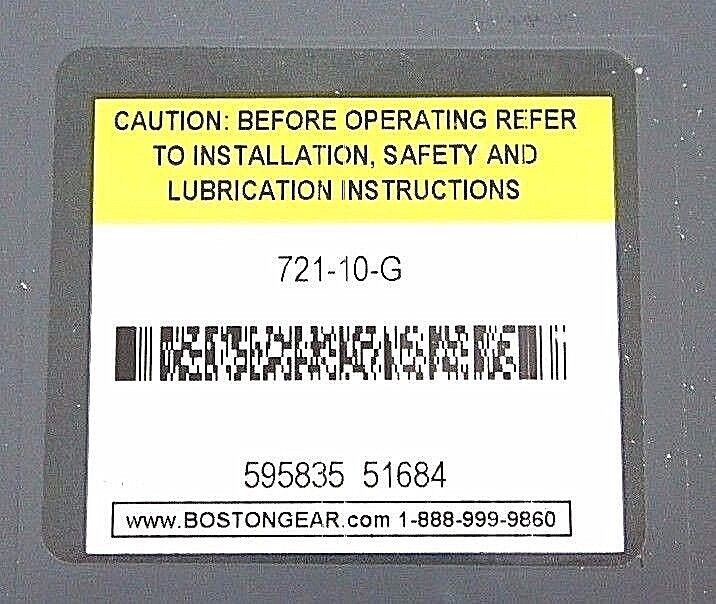 CAUTION: BEFORE OPERATING REFER
TO INSTALLATION, SAFETY AND
LUBRICATION INSTRUCTIONS
721-10-G
595835 51684
www.BOSTONGEAR.com 1-888-999-9860